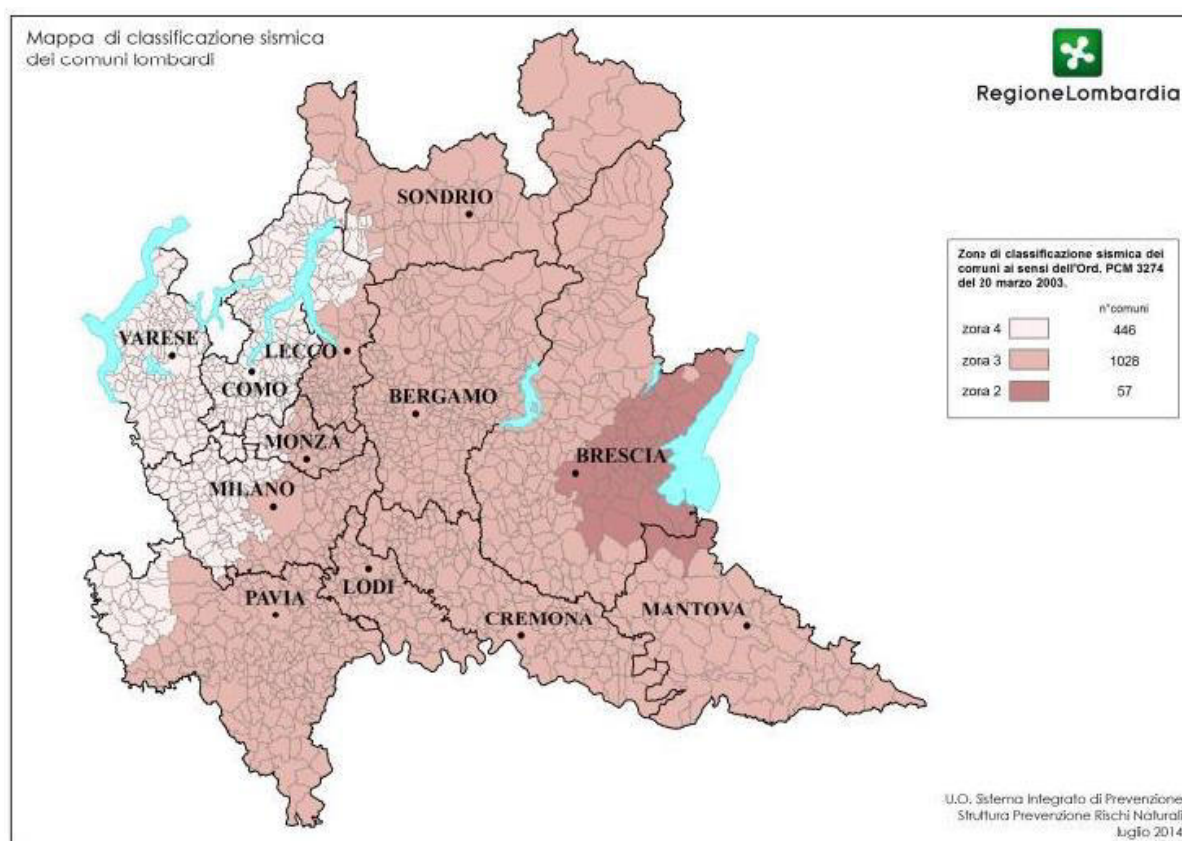 Mappa di classificazione sismica
dei comuni lombardi
RegioneLombardia
SONDRIO
Zone di classificazione sismica dei
comuni ai sensi dell'Ord. PCM 3274
del 20 marzo 2003.
n°comuni
zona 4 446
zona 3 1028
zona 2 57
VARESE
LECCO
COMO
BERGAMO
MONZA
BRESCIA
MILANO
PAVIA
LODI
CREMONA
MANTOVA
U.O. Sistema Integrato di Prevenzione
Struttura Prevenzione Rischi Naturali
luglio 2014